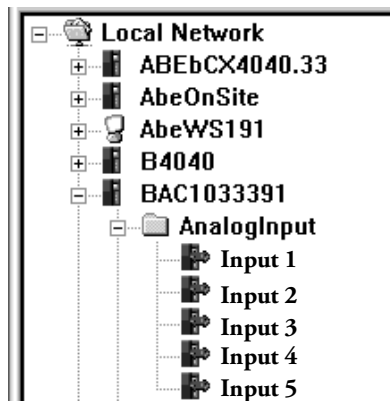 Local Network
ABEbCX4040.33
AbeOnSite
AbeWS191
B4040
BAC1033391
AnalogInput
Input 1
Input 2
Input 3
Input 4
Input 5